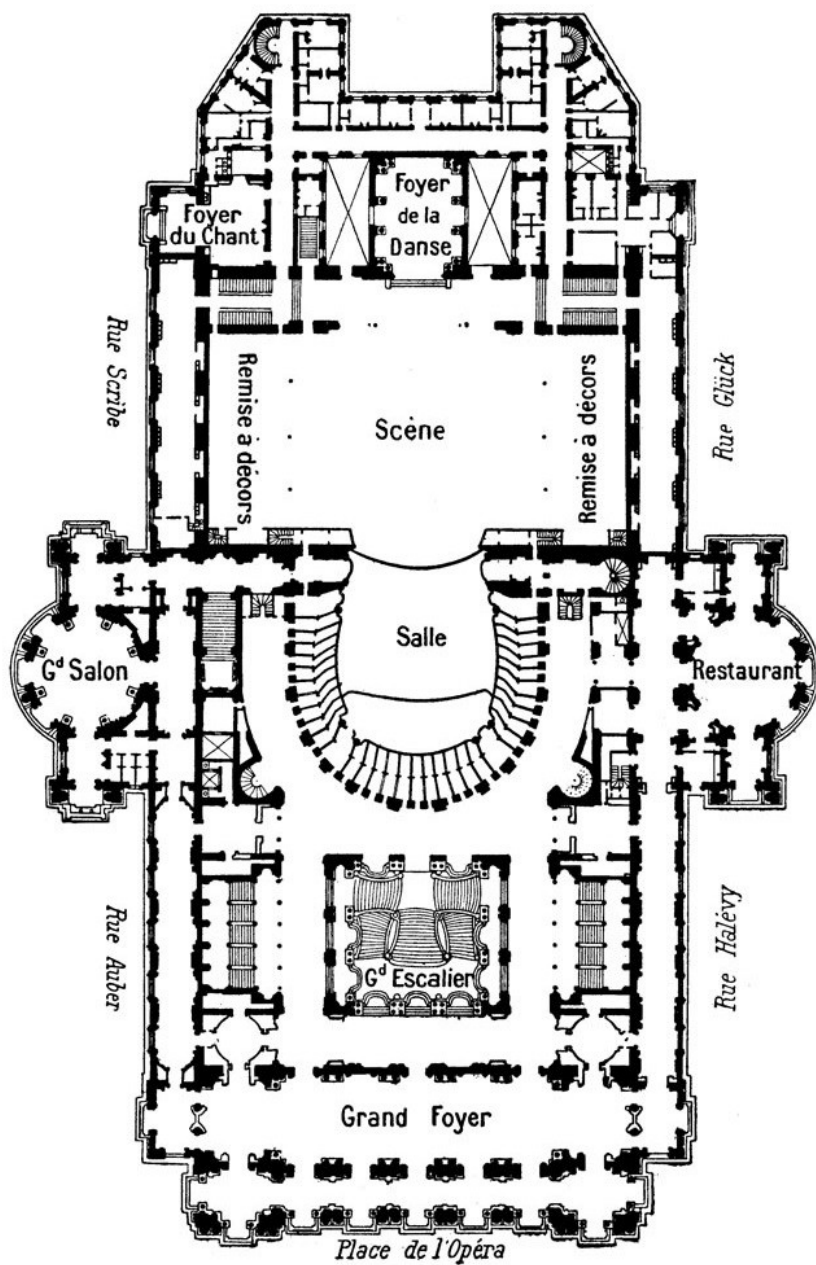 Foyer
de la
Danse
Foyer
du Chant
Rue Scribe
Remise à décors
Scène
Remise à décors
Rue Glück
Gd Salon
Salle
Restaurant
Rue Auber
Gd Escalier
Rue Halévy
Grand Foyer
Place de l'Opéra